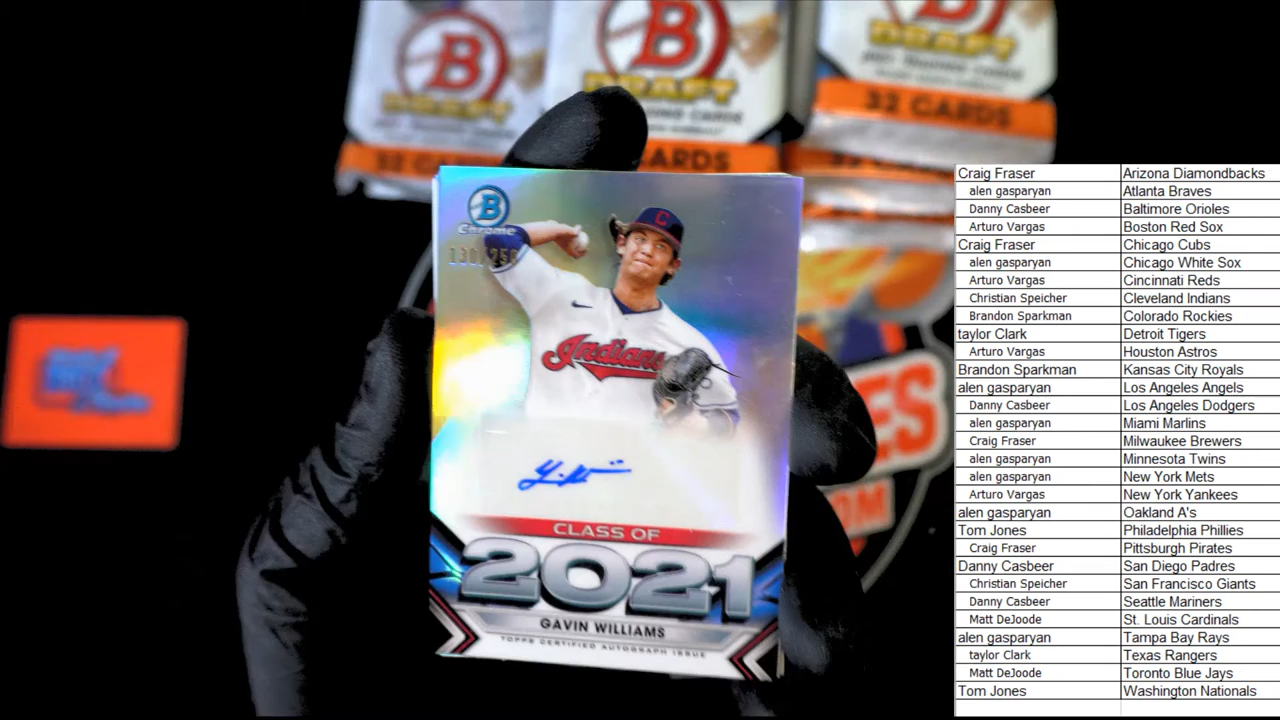 B
DRAFT
32 CARDS
B
DRAFT
CARDS
B
DRAFT
32 CARDS
B
Chrome
130/250
C
Indians
CLASS OF
2021
GAVIN WILLIAMS
TOPPS CERTIFIED AUTOGRAPH ISSUE
ES
OM
Craig Fraser Arizona Diamondbacks
alen gasparyan Atlanta Braves
Danny Casbeer Baltimore Orioles
Arturo Vargas Boston Red Sox
Craig Fraser Chicago Cubs
alen gasparyan Chicago White Sox
Arturo Vargas Cincinnati Reds
Christian Speicher Cleveland Indians
Brandon Sparkman Colorado Rockies
taylor Clark Detroit Tigers
Arturo Vargas Houston Astros
Brandon Sparkman Kansas City Royals
alen gasparyan Los Angeles Angels
Danny Casbeer Los Angeles Dodgers
alen gasparyan Miami Marlins
Craig Fraser Milwaukee Brewers
alen gasparyan Minnesota Twins
alen gasparyan New York Mets
Arturo Vargas New York Yankees
alen gasparyan Oakland A's
Tom Jones Philadelphia Phillies
Craig Fraser Pittsburgh Pirates
Danny Casbeer San Diego Padres
Christian Speicher San Francisco Giants
Danny Casbeer Seattle Mariners
Matt DeJoode St. Louis Cardinals
alen gasparyan Tampa Bay Rays
taylor Clark Texas Rangers
Matt DeJoode Toronto Blue Jays
Tom Jones Washington Nationals